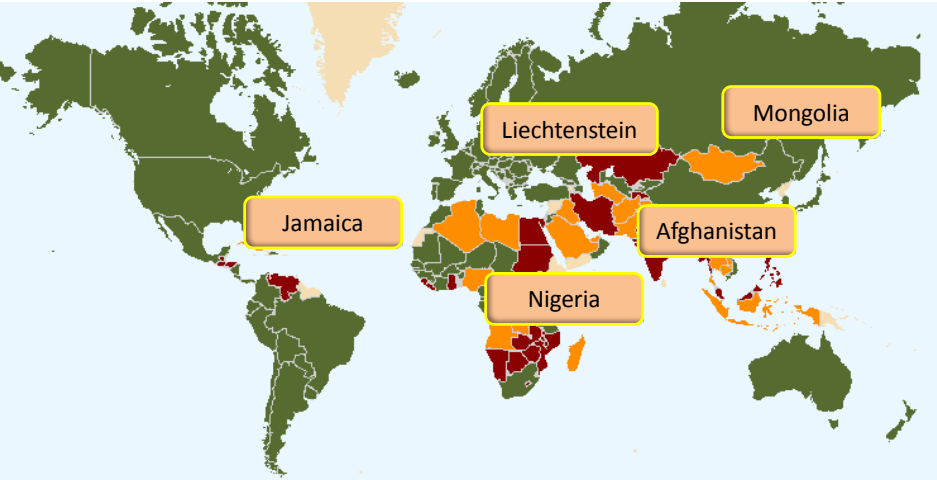 Mongolia
Liechtenstein
Jamaica
Afghanistan
Nigeria